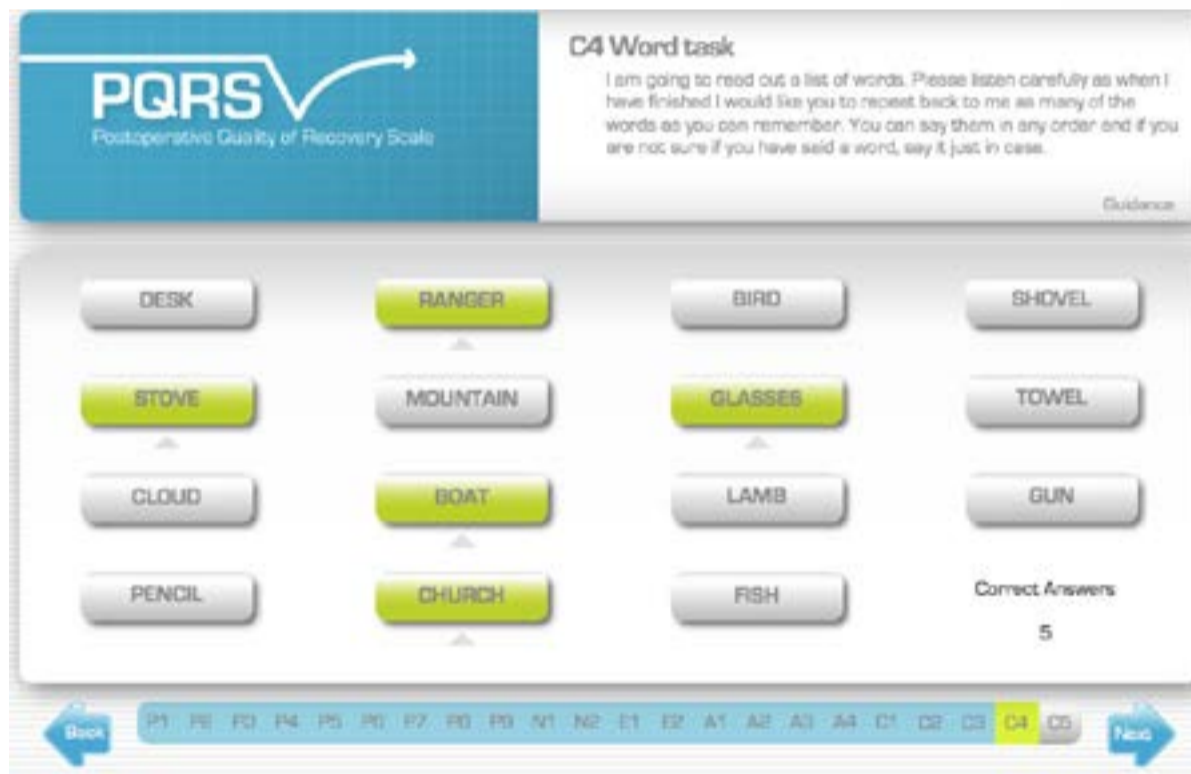 PQRS
Postoperative Quality of Recovery Scale
C4 Word task
I am going to read out a list of words. Please listen carefully as when I
have finished I would like you to repeat back to me as many of the
words as you can remember. You can say them in any order and if you
are not sure if you have said a word, say it just in case.
Guidance
DESK RANGER BIRD SHOVEL
STOVE MOUNTAIN GLASSES TOWEL
CLOUD BOAT LAMB GUN
PENCIL CHURCH FISH Correct Answers
5
Back P1 P2 P3 P4 P5 P6 P7 P8 P9 N1 N2 E1 E2 A1 A2 A3 A4 C1 C2 C3 C4 C5 Next